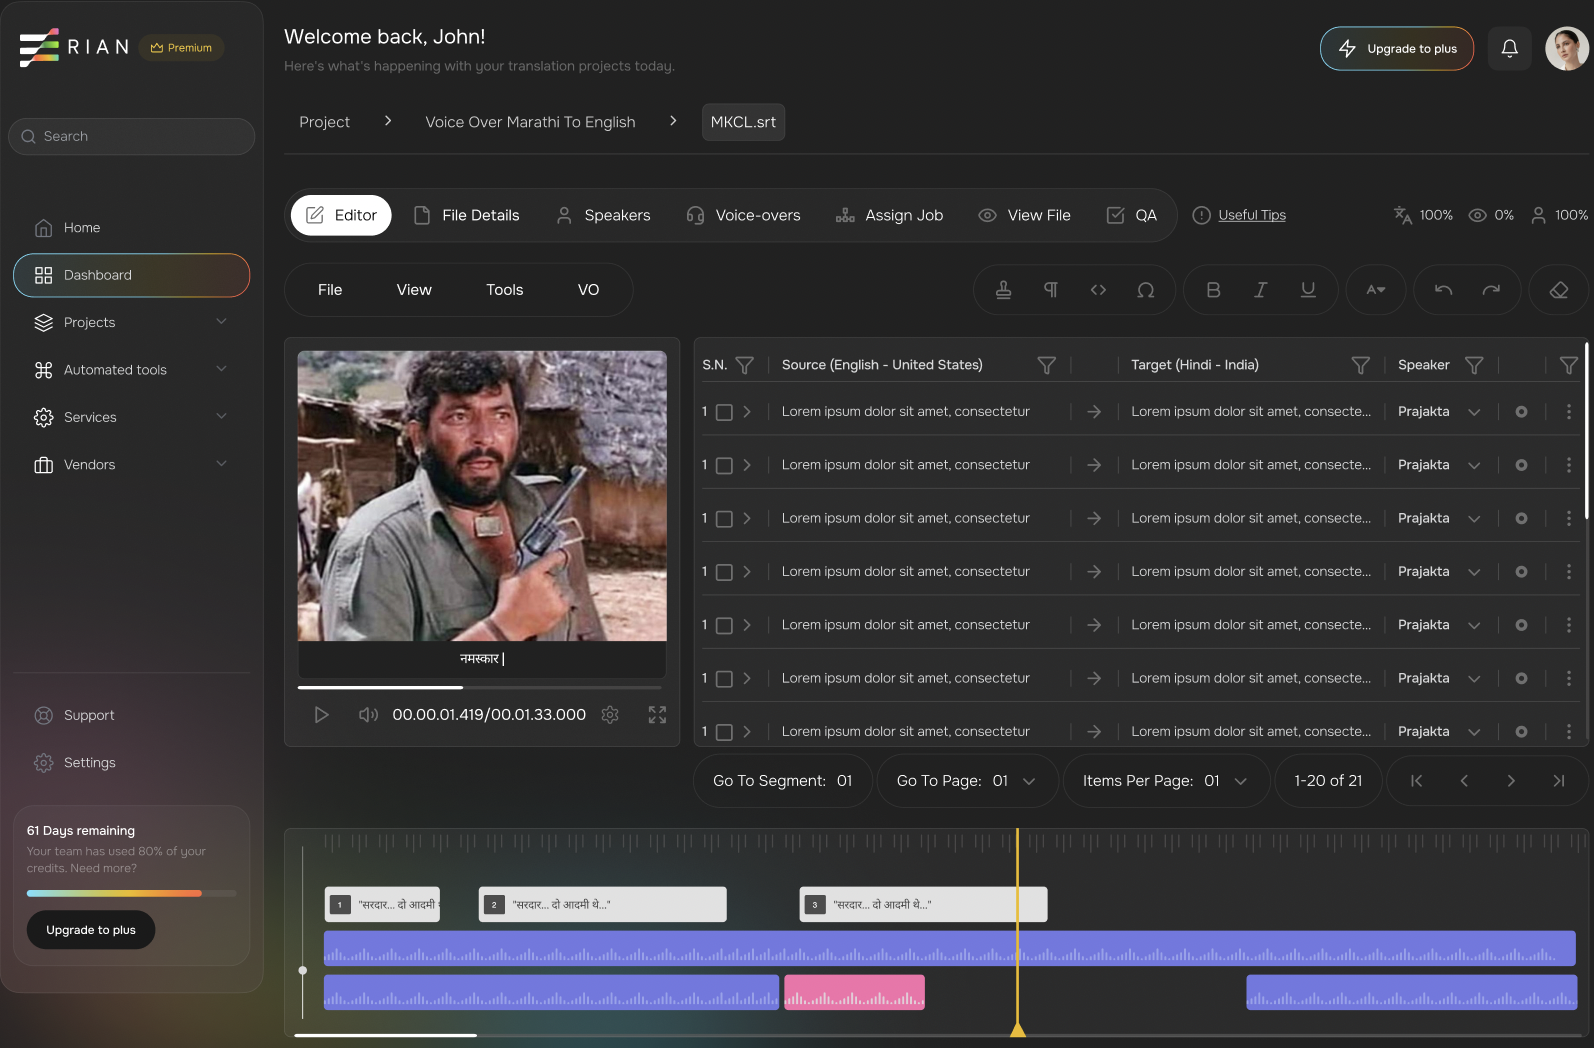 RIAN
Premium
Welcome back, John!
Here's what's happening with your translation projects today.
Upgrade to plus
Search
Project
Voice Over Marathi To English
MKCL.srt
Home
Dashboard
Projects
Automated tools
Services
Vendors
Editor
File Details
Speakers
Voice-overs
Assign Job
View File
QA
Useful Tips
100%
0%
100%
File
View
Tools
VO
B I U
A
S.N.
Source (English - United States)
Target (Hindi - India)
Speaker
1 Lorem ipsum dolor sit amet, consectetur Lorem ipsum dolor sit amet, consecte... Prajakta
1 Lorem ipsum dolor sit amet, consectetur Lorem ipsum dolor sit amet, consecte... Prajakta
1 Lorem ipsum dolor sit amet, consectetur Lorem ipsum dolor sit amet, consecte... Prajakta
1 Lorem ipsum dolor sit amet, consectetur Lorem ipsum dolor sit amet, consecte... Prajakta
1 Lorem ipsum dolor sit amet, consectetur Lorem ipsum dolor sit amet, consecte... Prajakta
1 Lorem ipsum dolor sit amet, consectetur Lorem ipsum dolor sit amet, consecte... Prajakta
1 Lorem ipsum dolor sit amet, consectetur Lorem ipsum dolor sit amet, consecte... Prajakta
नमस्कार |
00.00.01.419/00.01.33.000
Go To Segment: 01
Go To Page: 01
Items Per Page: 01
1-20 of 21
Support
Settings
61 Days remaining
Your team has used 80% of your
credits. Need more?
Upgrade to plus
1 "सरदार... दो आदमी
2 "सरदार... दो आदमी थे..."
3 "सरदार... दो आदमी थे..."